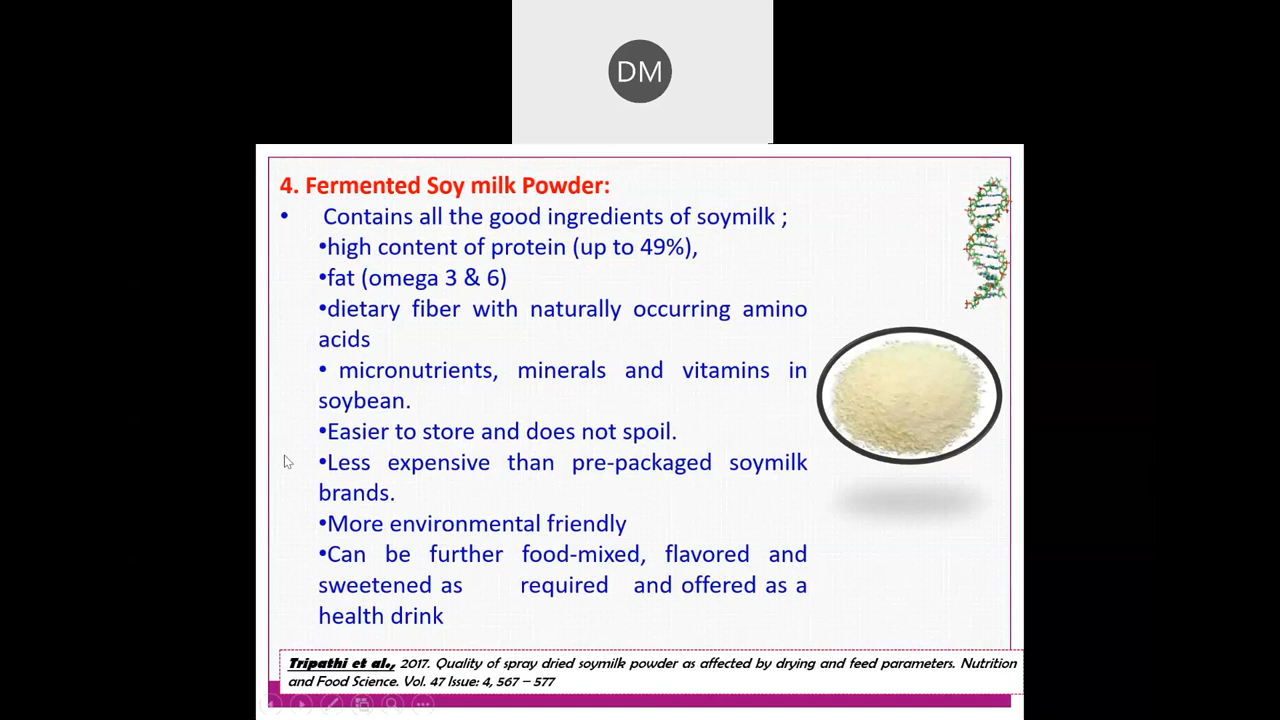 DM
4. Fermented Soy milk Powder:
• Contains all the good ingredients of soymilk ;
•high content of protein (up to 49%),
•fat (omega 3 & 6)
•dietary fiber with naturally occurring amino
acids
• micronutrients, minerals and vitamins in
soybean.
•Easier to store and does not spoil.
•Less expensive than pre-packaged soymilk
brands.
•More environmental friendly
•Can be further food-mixed, flavored and
sweetened as required and offered as a
health drink
Tripathi et al., 2017. Quality of spray dried soymilk powder as affected by drying and feed parameters. Nutrition
and Food Science. Vol. 47 Issue: 4, 567 – 577